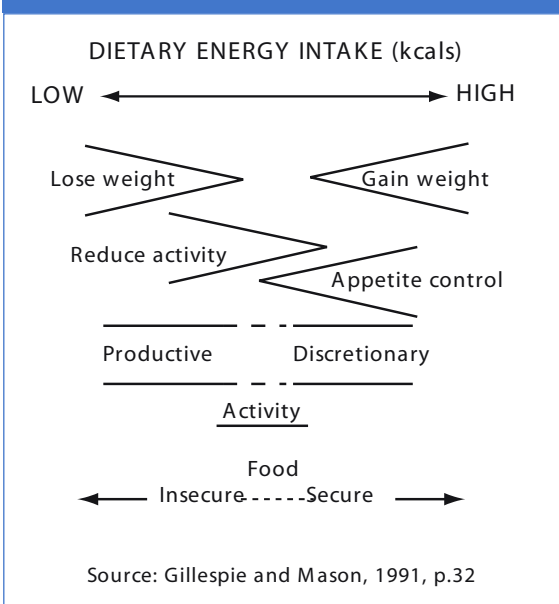 DIETARY ENERGY INTAKE (kcals)
LOW HIGH
Lose weight Gain weight
Reduce activity
Appetite control
Productive Discretionary
Activity
Food
Insecure Secure
Source: Gillespie and Mason, 1991, p.32